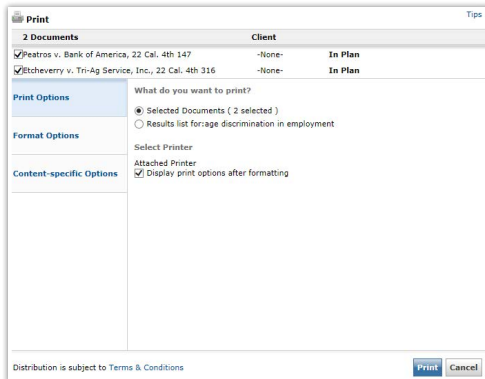 Print
Tips
2 Documents Client
Peatros v. Bank of America, 22 Cal. 4th 147 -None- In Plan
Etcheverry v. Tri-Ag Service, Inc., 22 Cal. 4th 316 -None- In Plan
Print Options
Format Options
Content-specific Options
What do you want to print?
Selected Documents ( 2 selected )
Results list for:age discrimination in employment
Select Printer
Attached Printer
Display print options after formatting
Distribution is subject to Terms & Conditions
Print Cancel